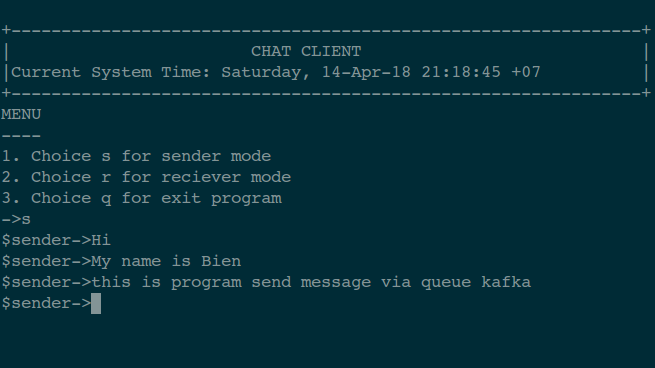 +---------------------------------------------------------------+
| CHAT CLIENT |
|Current System Time: Saturday, 14-Apr-18 21:18:45 +07 |
+---------------------------------------------------------------+
MENU
----
1. Choice s for sender mode
2. Choice r for reciever mode
3. Choice q for exit program
->s
$sender->Hi
$sender->My name is Bien
$sender->this is program send message via queue kafka
$sender->